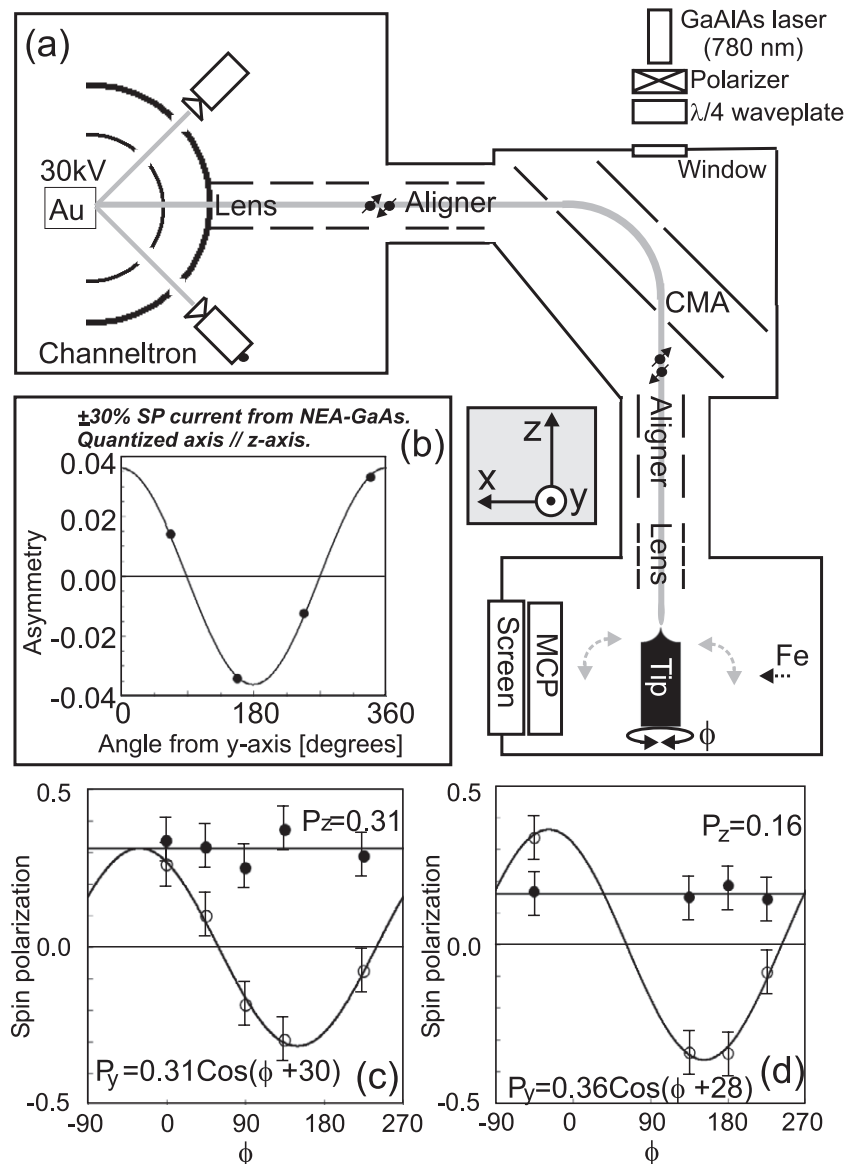 (a)
GaAlAs laser
(780 nm)
Polarizer
λ/4 waveplate
Window
30kV
Au
Lens
Aligner
CMA
Channeltron
Aligner
Lens
z
x
y
Screen
MCP
Tip
Fe
ϕ
±30% SP current from NEA-GaAs.
Quantized axis // z-axis.
(b)
0.04
0.02
0.00
-0.02
-0.04
Asymmetry
0
180
360
Angle from y-axis [degrees]
0.5
0.0
-0.5
Spin polarization
Pz=0.31
Py=0.31Cos(ϕ+30)
(c)
-90
0
90
180
270
ϕ
0.5
0.0
-0.5
Spin polarization
Pz=0.16
Py=0.36Cos(ϕ+28)
(d)
-90
0
90
180
270
ϕ